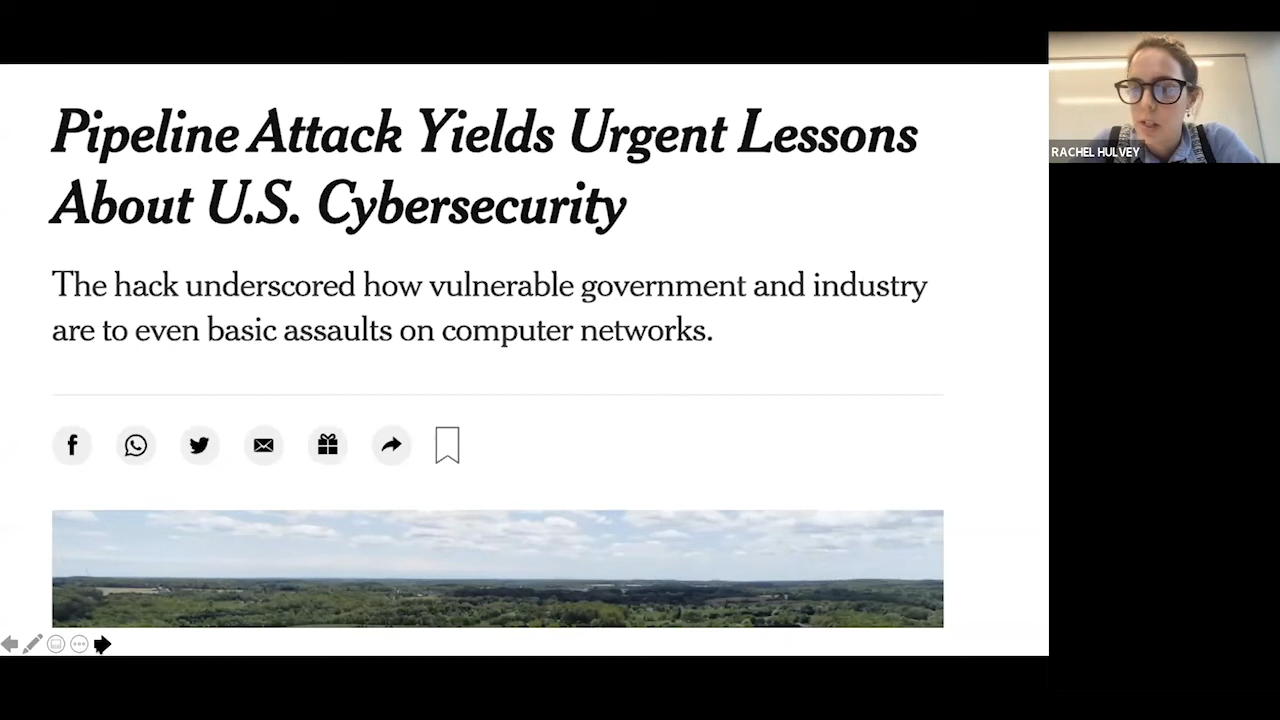 Pipeline Attack Yields Urgent Lessons
About U.S. Cybersecurity
The hack underscored how vulnerable government and industry
are to even basic assaults on computer networks.
RACHEL HULVEY